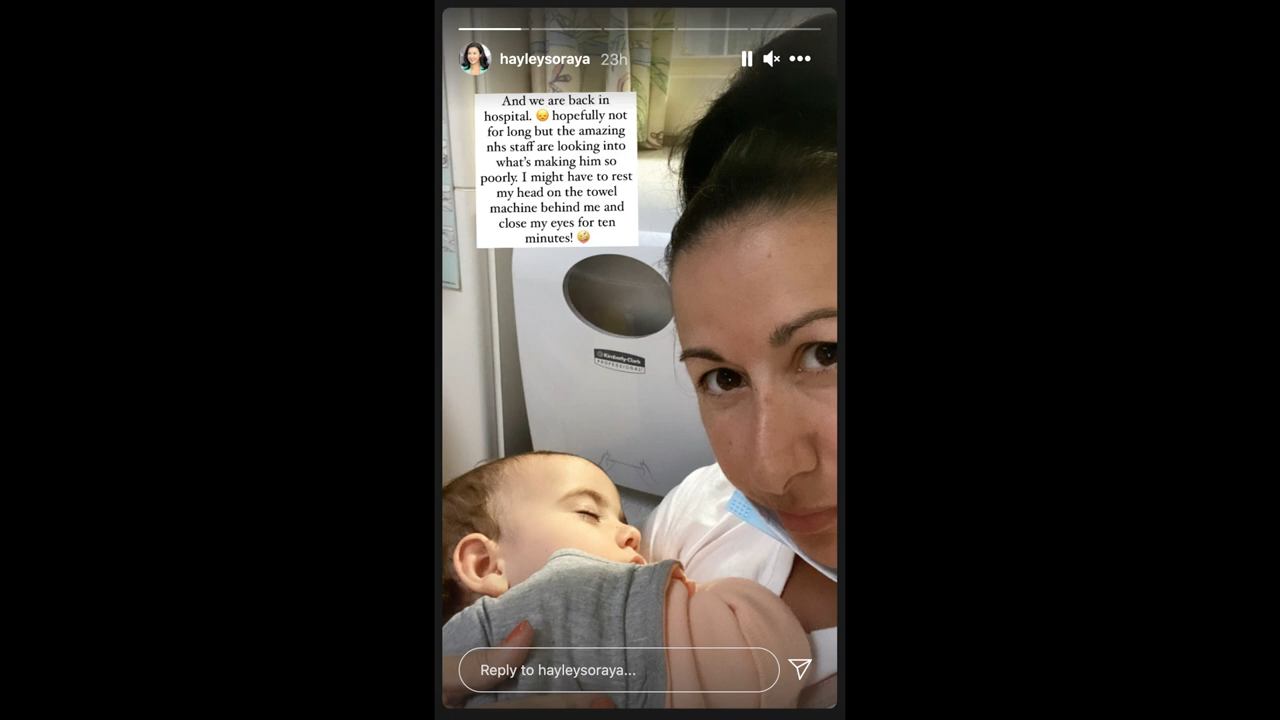 hayleysoraya 23h
And we are back in
hospital. 😞 hopefully not
for long but the amazing
nhs staff are looking into
what's making him so
poorly. I might have to rest
my head on the towel
machine behind me and
close my eyes for ten
minutes! 🤪
Kimberly-Clark
PROFESSIONAL
Reply to hayleysoraya...